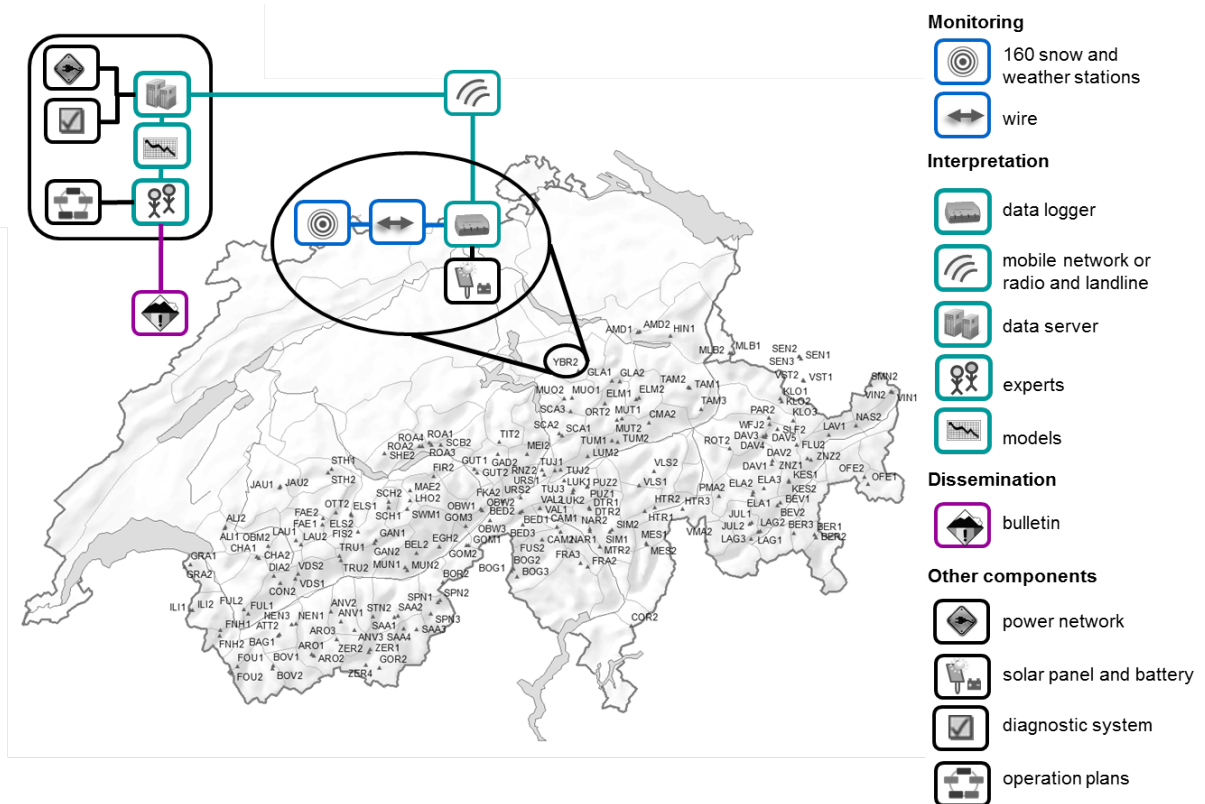 Monitoring
160 snow and
weather stations
wire
Interpretation
data logger
mobile network or
radio and landline
data server
experts
models
Dissemination
bulletin
Other components
power network
solar panel and battery
diagnostic system
operation plans
AMD1 AMD2 HIN1
MLB2 MLB1 SEN2 SEN1
SEN3
YBR2 GLA1 GLA2 TAM2 TAM1 VST2 VST1 SMN2
MUO2 MUO1 ELM1 ELM2 KLO1 VIN2 VIN1
SCA3 ORT2 MUT1 CMA2 TAM3 KLO2
PAR2 KLO3 NAS2
SCA2 SCA1 MUT2 WFJ2 SLF2 LAV1
ROA4 ROA1 TIT2 TUM1 TUM2 ROT2 DAV3 DAV5
ROA2 SCB2 MEI2 DAV4 FLU2
SHE2 ROA3 LUM2 DAV2 ZNZ2
STH1 FIR2 GUT1 GAD2 TUJ1 VLS2 DAV1 ZNZ1 OFE2
STH2 GUT2 RNZ2 TUJ2 VLS1 KES1 OFE1
JAU1 JAU2 MAE2 URS1 LUK1 PUZ2 ELA2 ELA3
SCH2 LHO2 FKA2 URS2 TUJ3 PUZ1 PMA2 KES2
OTT2 ELS1 OBW1 OBW2 VAL2 LUK2 DTR1 HTR2 HTR3 ELA1 BEV1
FAE2 SCH1 SWM1 GOM3 BED2 VAL1 DTR2 JUL1 BEV2
ALI2 FAE1 ELS2 BED1 CAM1 NAR2 SIM2 HTR1 JUL2 LAG2 BER3 BER1
ALI1 OBM2 LAU1 LAU2 FIS2 GAN1 EGH2 OBW3 BED3 CAM2 NAR1 SIM1 MES1 VMA2 LAG3 LAG1 BER2
CHA1 TRU1 GAN2 BEL2 GOM1 FUS2 MTR2 MES2
GRA1 CHA2 GOM2 BOG2 FRA3 FRA2
GRA2 DIA2 VDS2 TRU2 MUN1 MUN2 BOR2 BOG1 BOG3
VDS1
CON2
ILI1 ILI2 FUL2 FUL1 ANV2 STN2 SPN1 SPN2
FNH1 NEN3 NEN1 ANV1 SAA2 SPN3 COR2
ATT2 ARO3 SAA1 SAA3
FNH2 BAG1 ARO1 ZER2 ANV3 SAA4
FOU1 BOV1 ARO2 ZER1 GOR2
FOU2 BOV2 ZER4